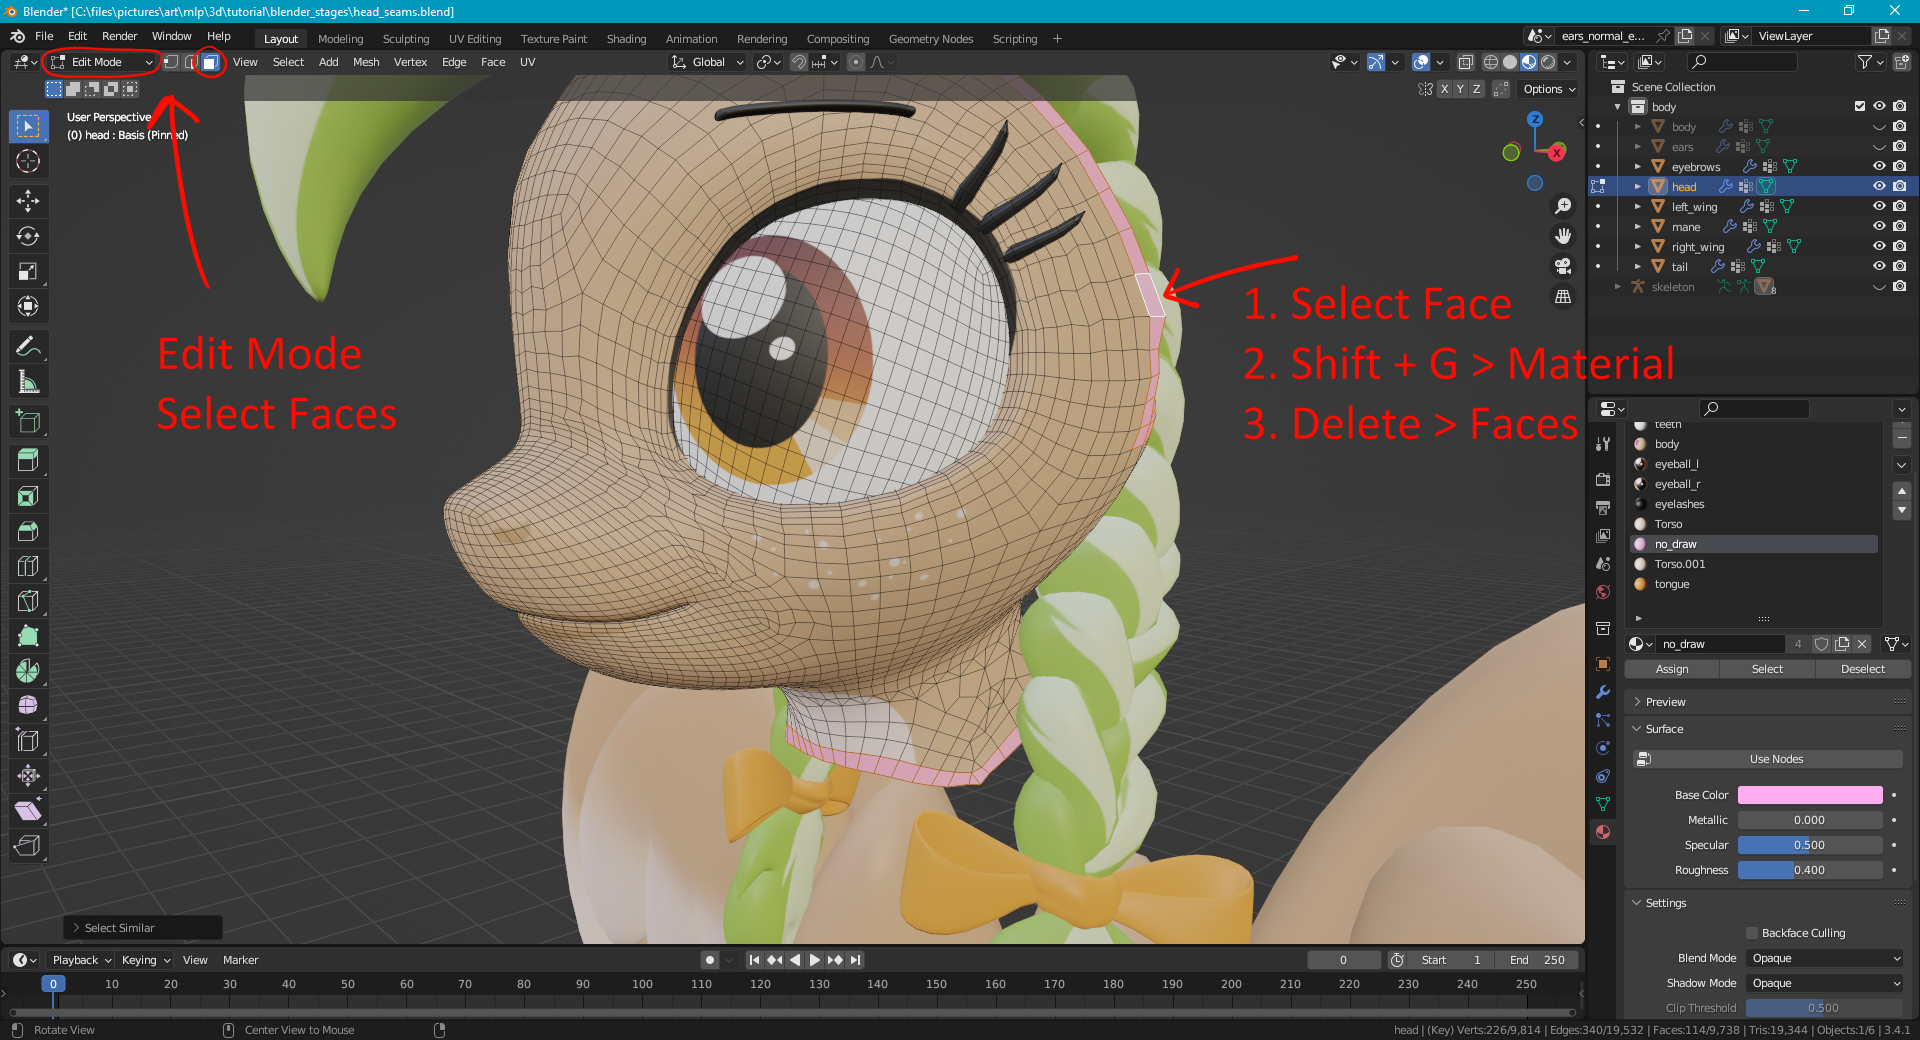 Blender* [C:\files\pictures\art\mlp\3d\tutorial\blender_stages\head_seams.blend]
File Edit Render Window Help Layout Modeling Sculpting UV Editing Texture Paint Shading Animation Rendering Compositing Geometry Nodes Scripting + ears_normal_e... ViewLayer
Edit Mode View Select Add Mesh Vertex Edge Face UV Global
X Y Z Options
User Perspective
(0) head : Basis (Pinned)
Z
X
Scene Collection
body
body
ears
eyebrows
head
left_wing
mane
right_wing
tail
skeleton 8
Edit Mode
Select Faces
1. Select Face
2. Shift + G > Material
3. Delete > Faces
teeth
body
eyeball_l
eyeball_r
eyelashes
Torso
no_draw
Torso.001
tongue
no_draw 4
Assign Select Deselect
Preview
Surface
Use Nodes
Base Color
Metallic 0.000
Specular 0.500
Roughness 0.400
Settings
Backface Culling
Blend Mode Opaque
Shadow Mode Opaque
Clip Threshold 0.500
Select Similar
Playback Keying View Marker 0 Start 1 End 250
0 10 20 30 40 50 60 70 80 90 100 110 120 130 140 150 160 170 180 190 200 210 220 230 240 250
Rotate View Center View to Mouse head | (Key) Verts:226/9,814 | Edges:340/19,532 | Faces:114/9,738 | Tris:19,344 | Objects:1/6 | 3.4.1